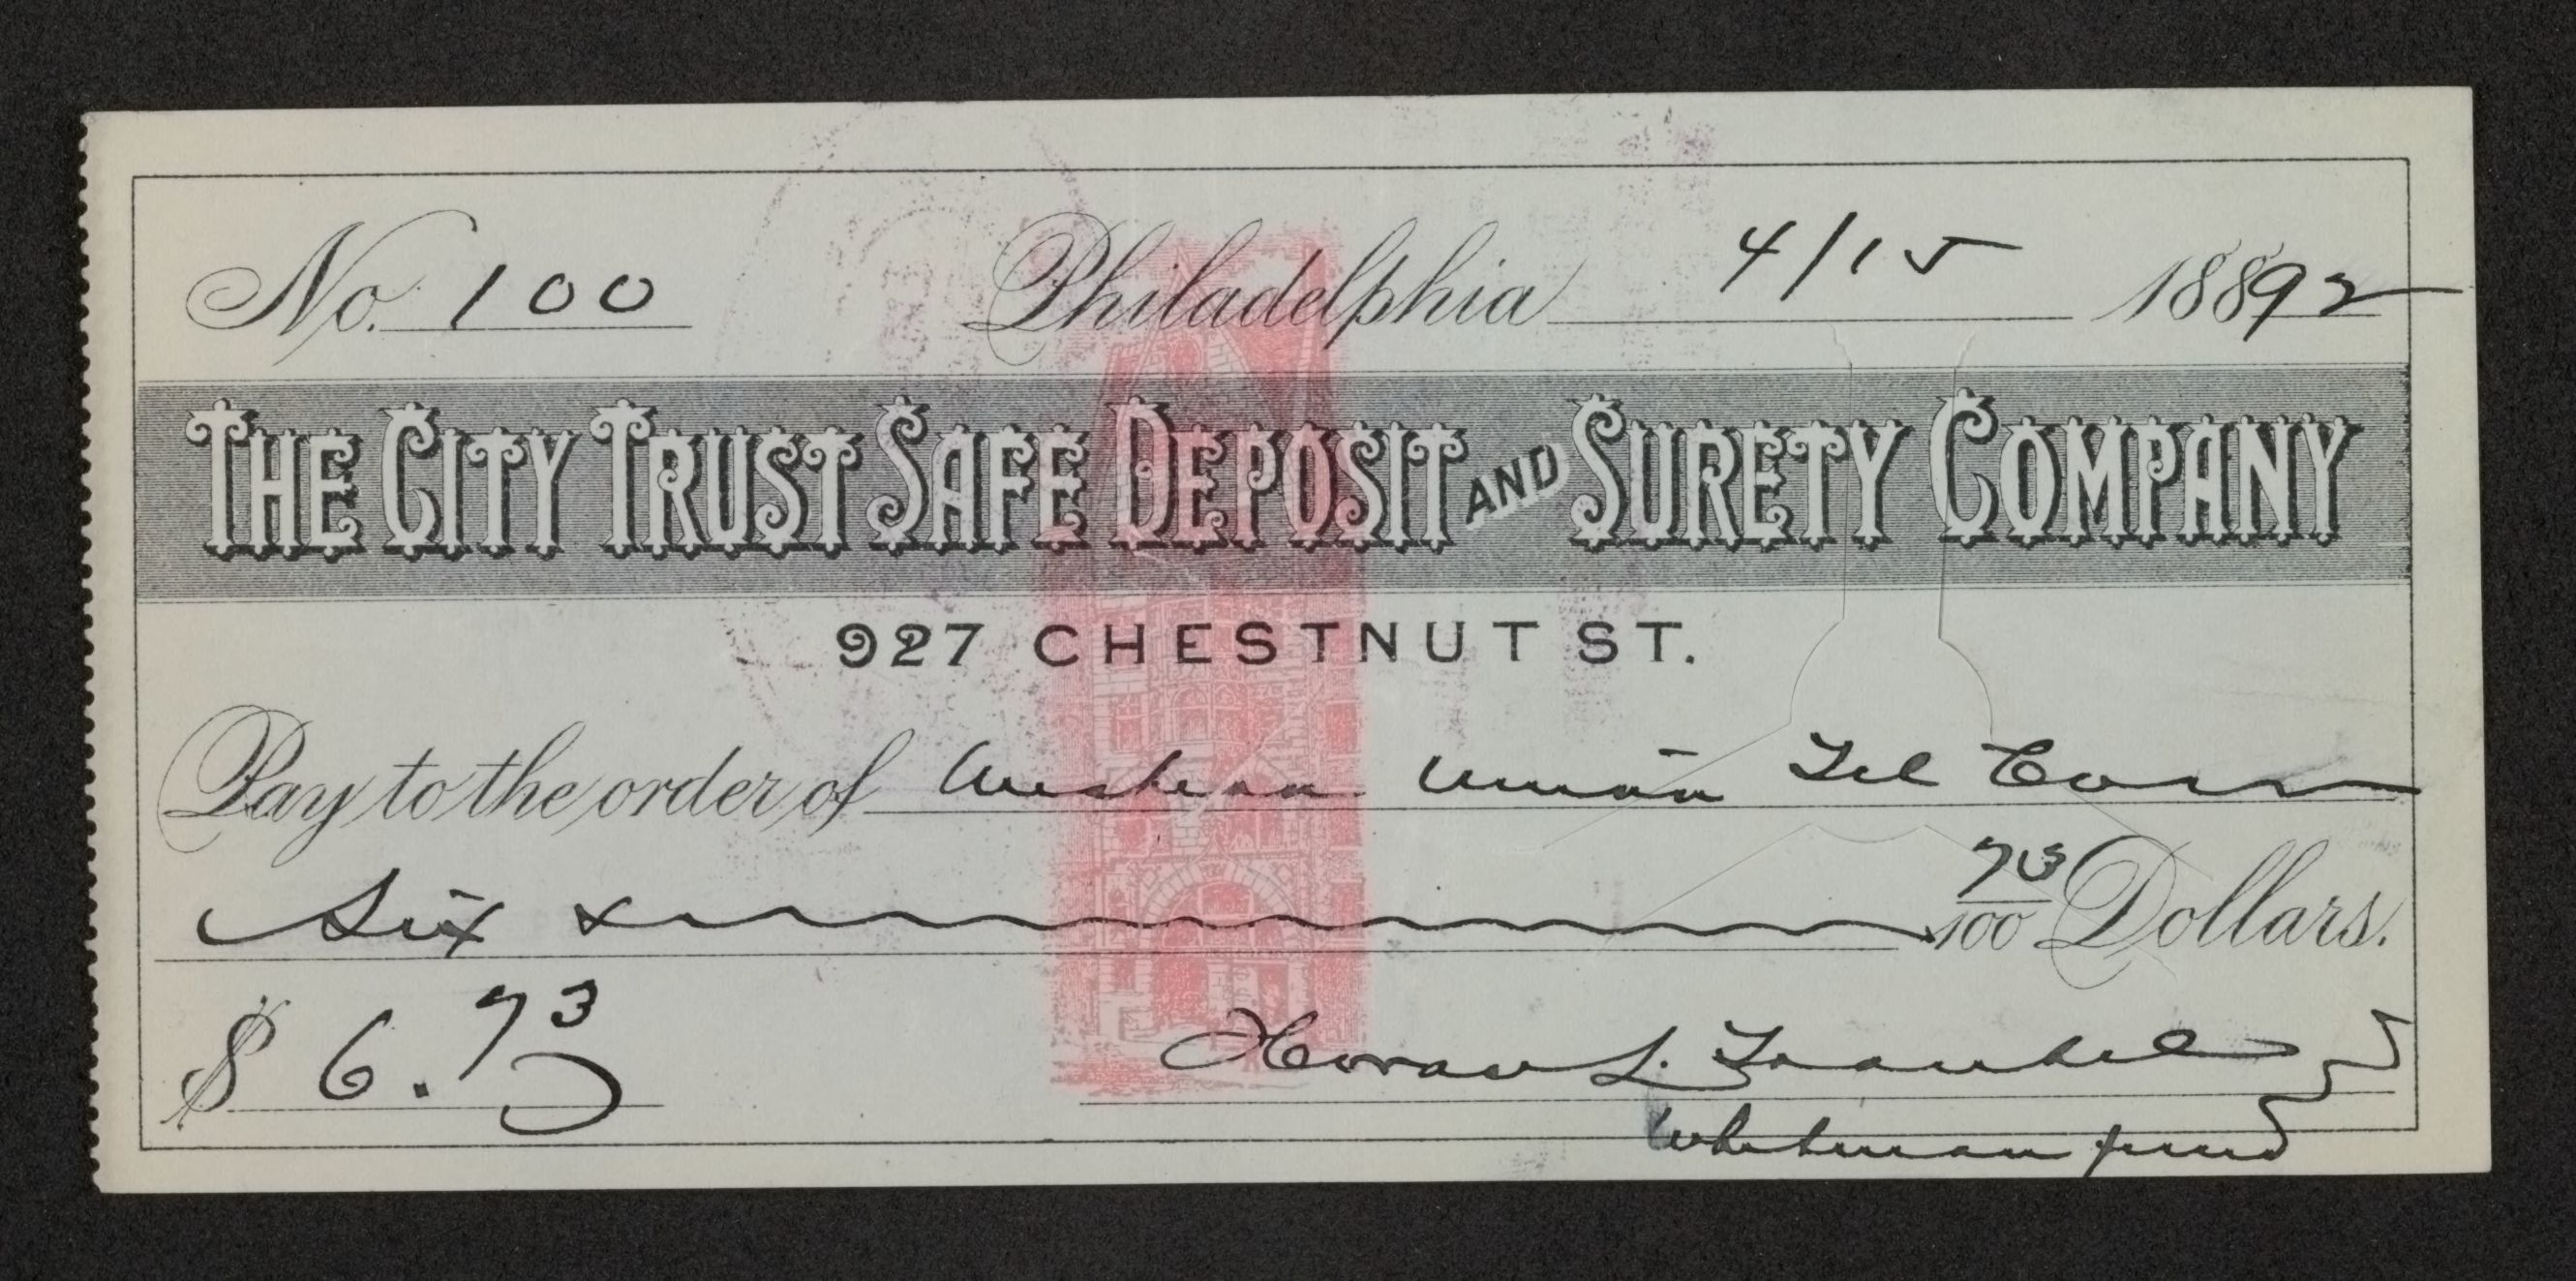 No. 100 Philadelphia 4/15 1892
THE CITY TRUST SAFE DEPOSIT AND SURETY COMPANY
927 CHESTNUT ST.
Pay to the order of Western Union Tel Co
Six x 73/100 Dollars.
$ 6.73 Horace L. Traubel
Whitman fund